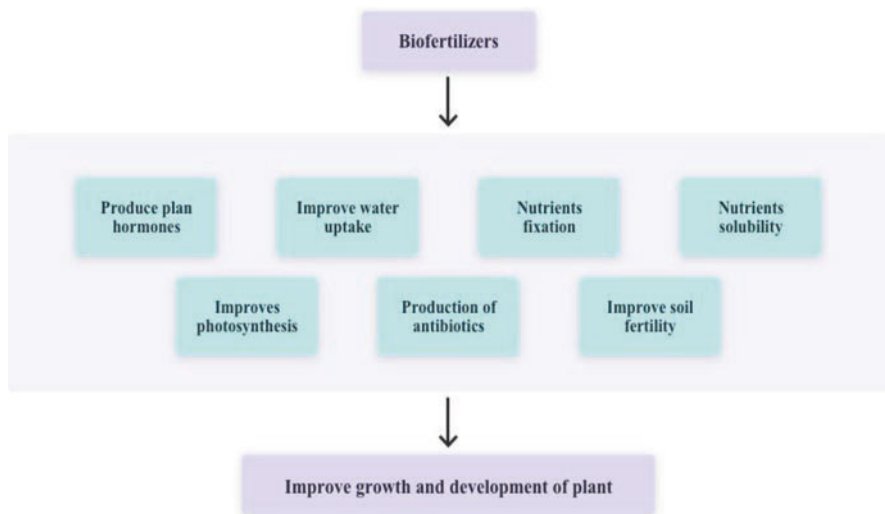 Biofertilizers
Produce plan
hormones
Improve water
uptake
Nutrients
fixation
Nutrients
solubility
Improves
photosynthesis
Production of
antibiotics
Improve soil
fertility
Improve growth and development of plant